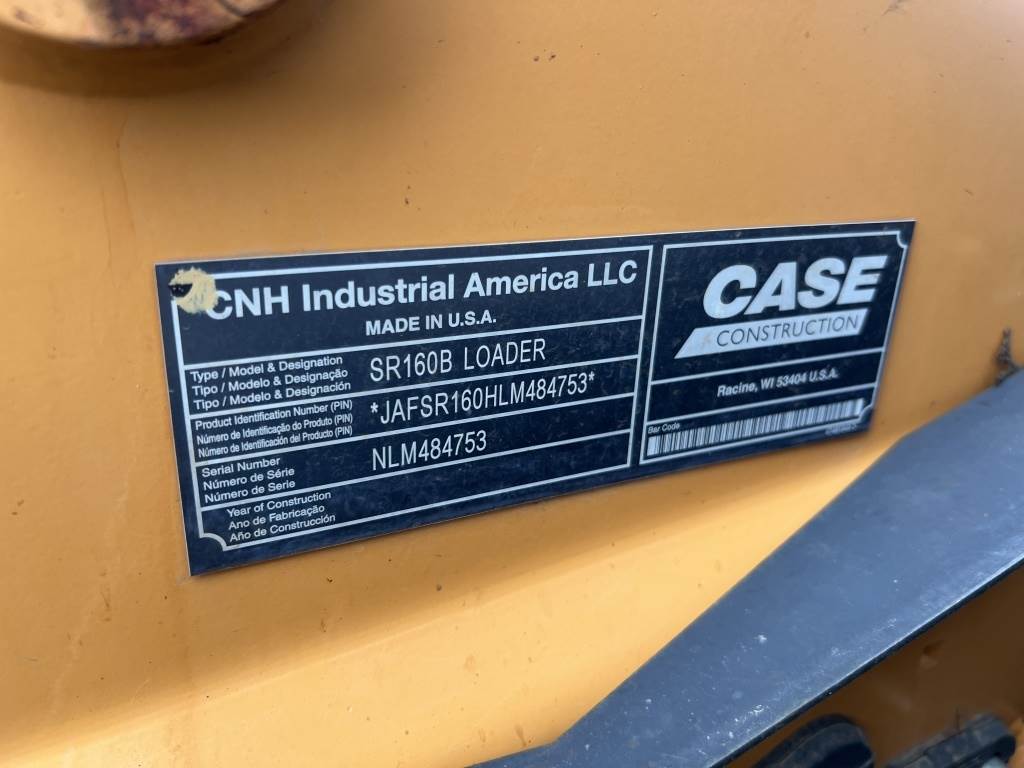 CNH Industrial America LLC
MADE IN U.S.A.
Type / Model & Designation
Tipo / Modelo & Designação
Tipo / Modelo & Designación
SR160B LOADER
Product Identification Number (PIN)
Número de Identificação do Produto (PIN)
Número de Identificación del Producto (PIN)
*JAFSR160HLM484753*
Serial Number
Número de Série
Número de Serie
NLM484753
Year of Construction
Ano de Fabricação
Año de Construcción
CASE
CONSTRUCTION
Racine, WI 53404 U.S.A.
Bar Code